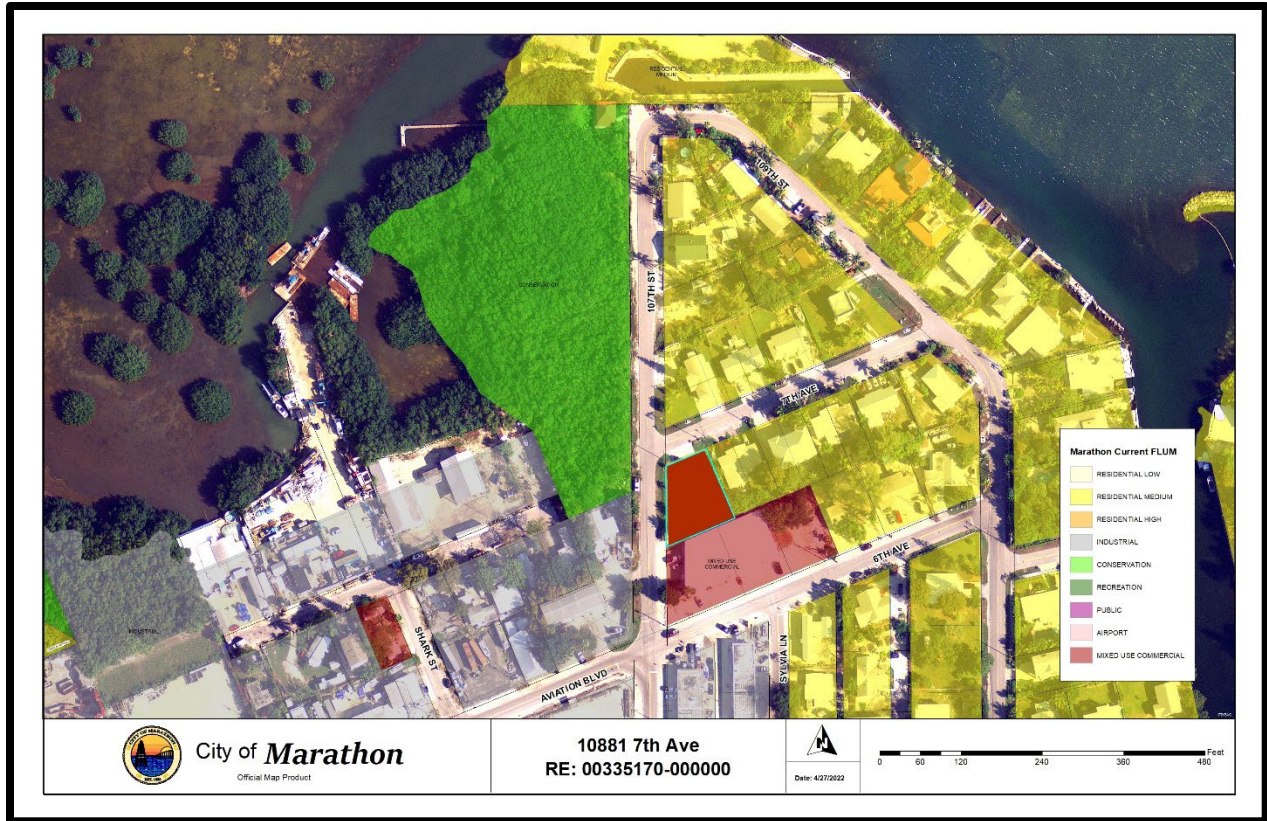 RESIDENTIAL
MEDIUM
109TH ST
CONSERVATION
107TH ST
7TH AVE
Marathon Current FLUM
RESIDENTIAL LOW
RESIDENTIAL MEDIUM
RESIDENTIAL HIGH
INDUSTRIAL
CONSERVATION
RECREATION
PUBLIC
AIRPORT
MIXED USE COMMERCIAL
6TH AVE
MIXED USE
COMMERCIAL
INDUSTRIAL
SHARK ST
SYLVIA LN
AVIATION BLVD
City of Marathon
Official Map Product
10881 7th Ave
RE: 00335170-000000
N
Date: 4/27/2022
Feet
0 60 120 240 360 480